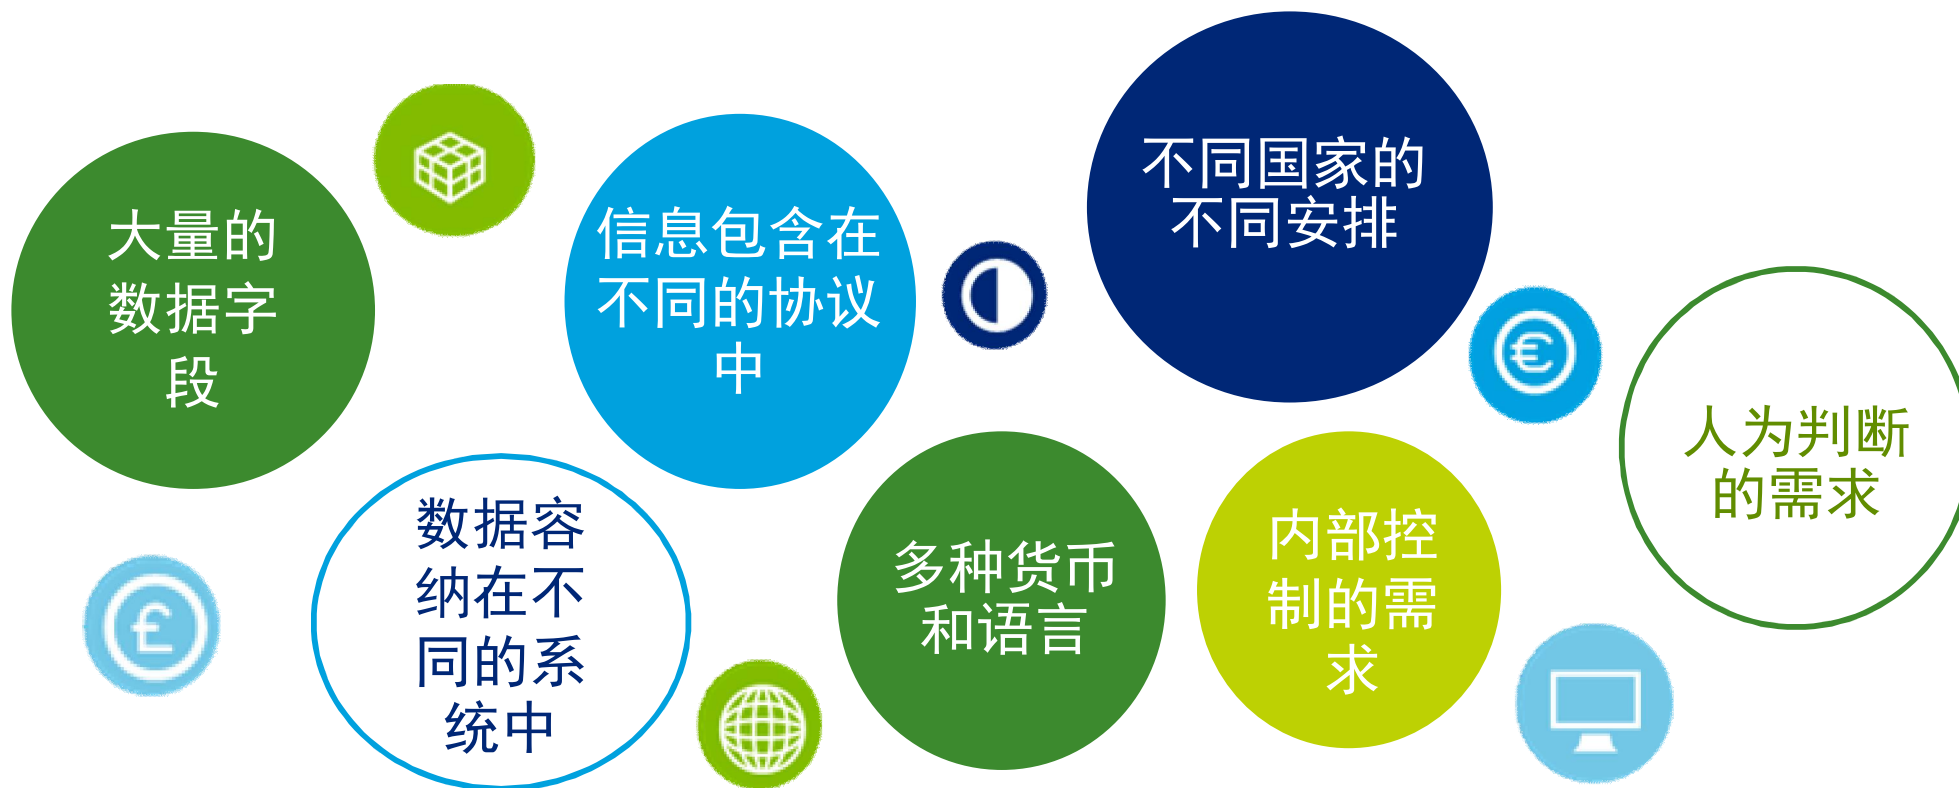 大量的
数据字
段
信息包含在
不同的协议
中
不同国家的
不同安排
数据容
纳在不
同的系
统中
多种货币
和语言
内部控
制的需
求
人为判断
的需求